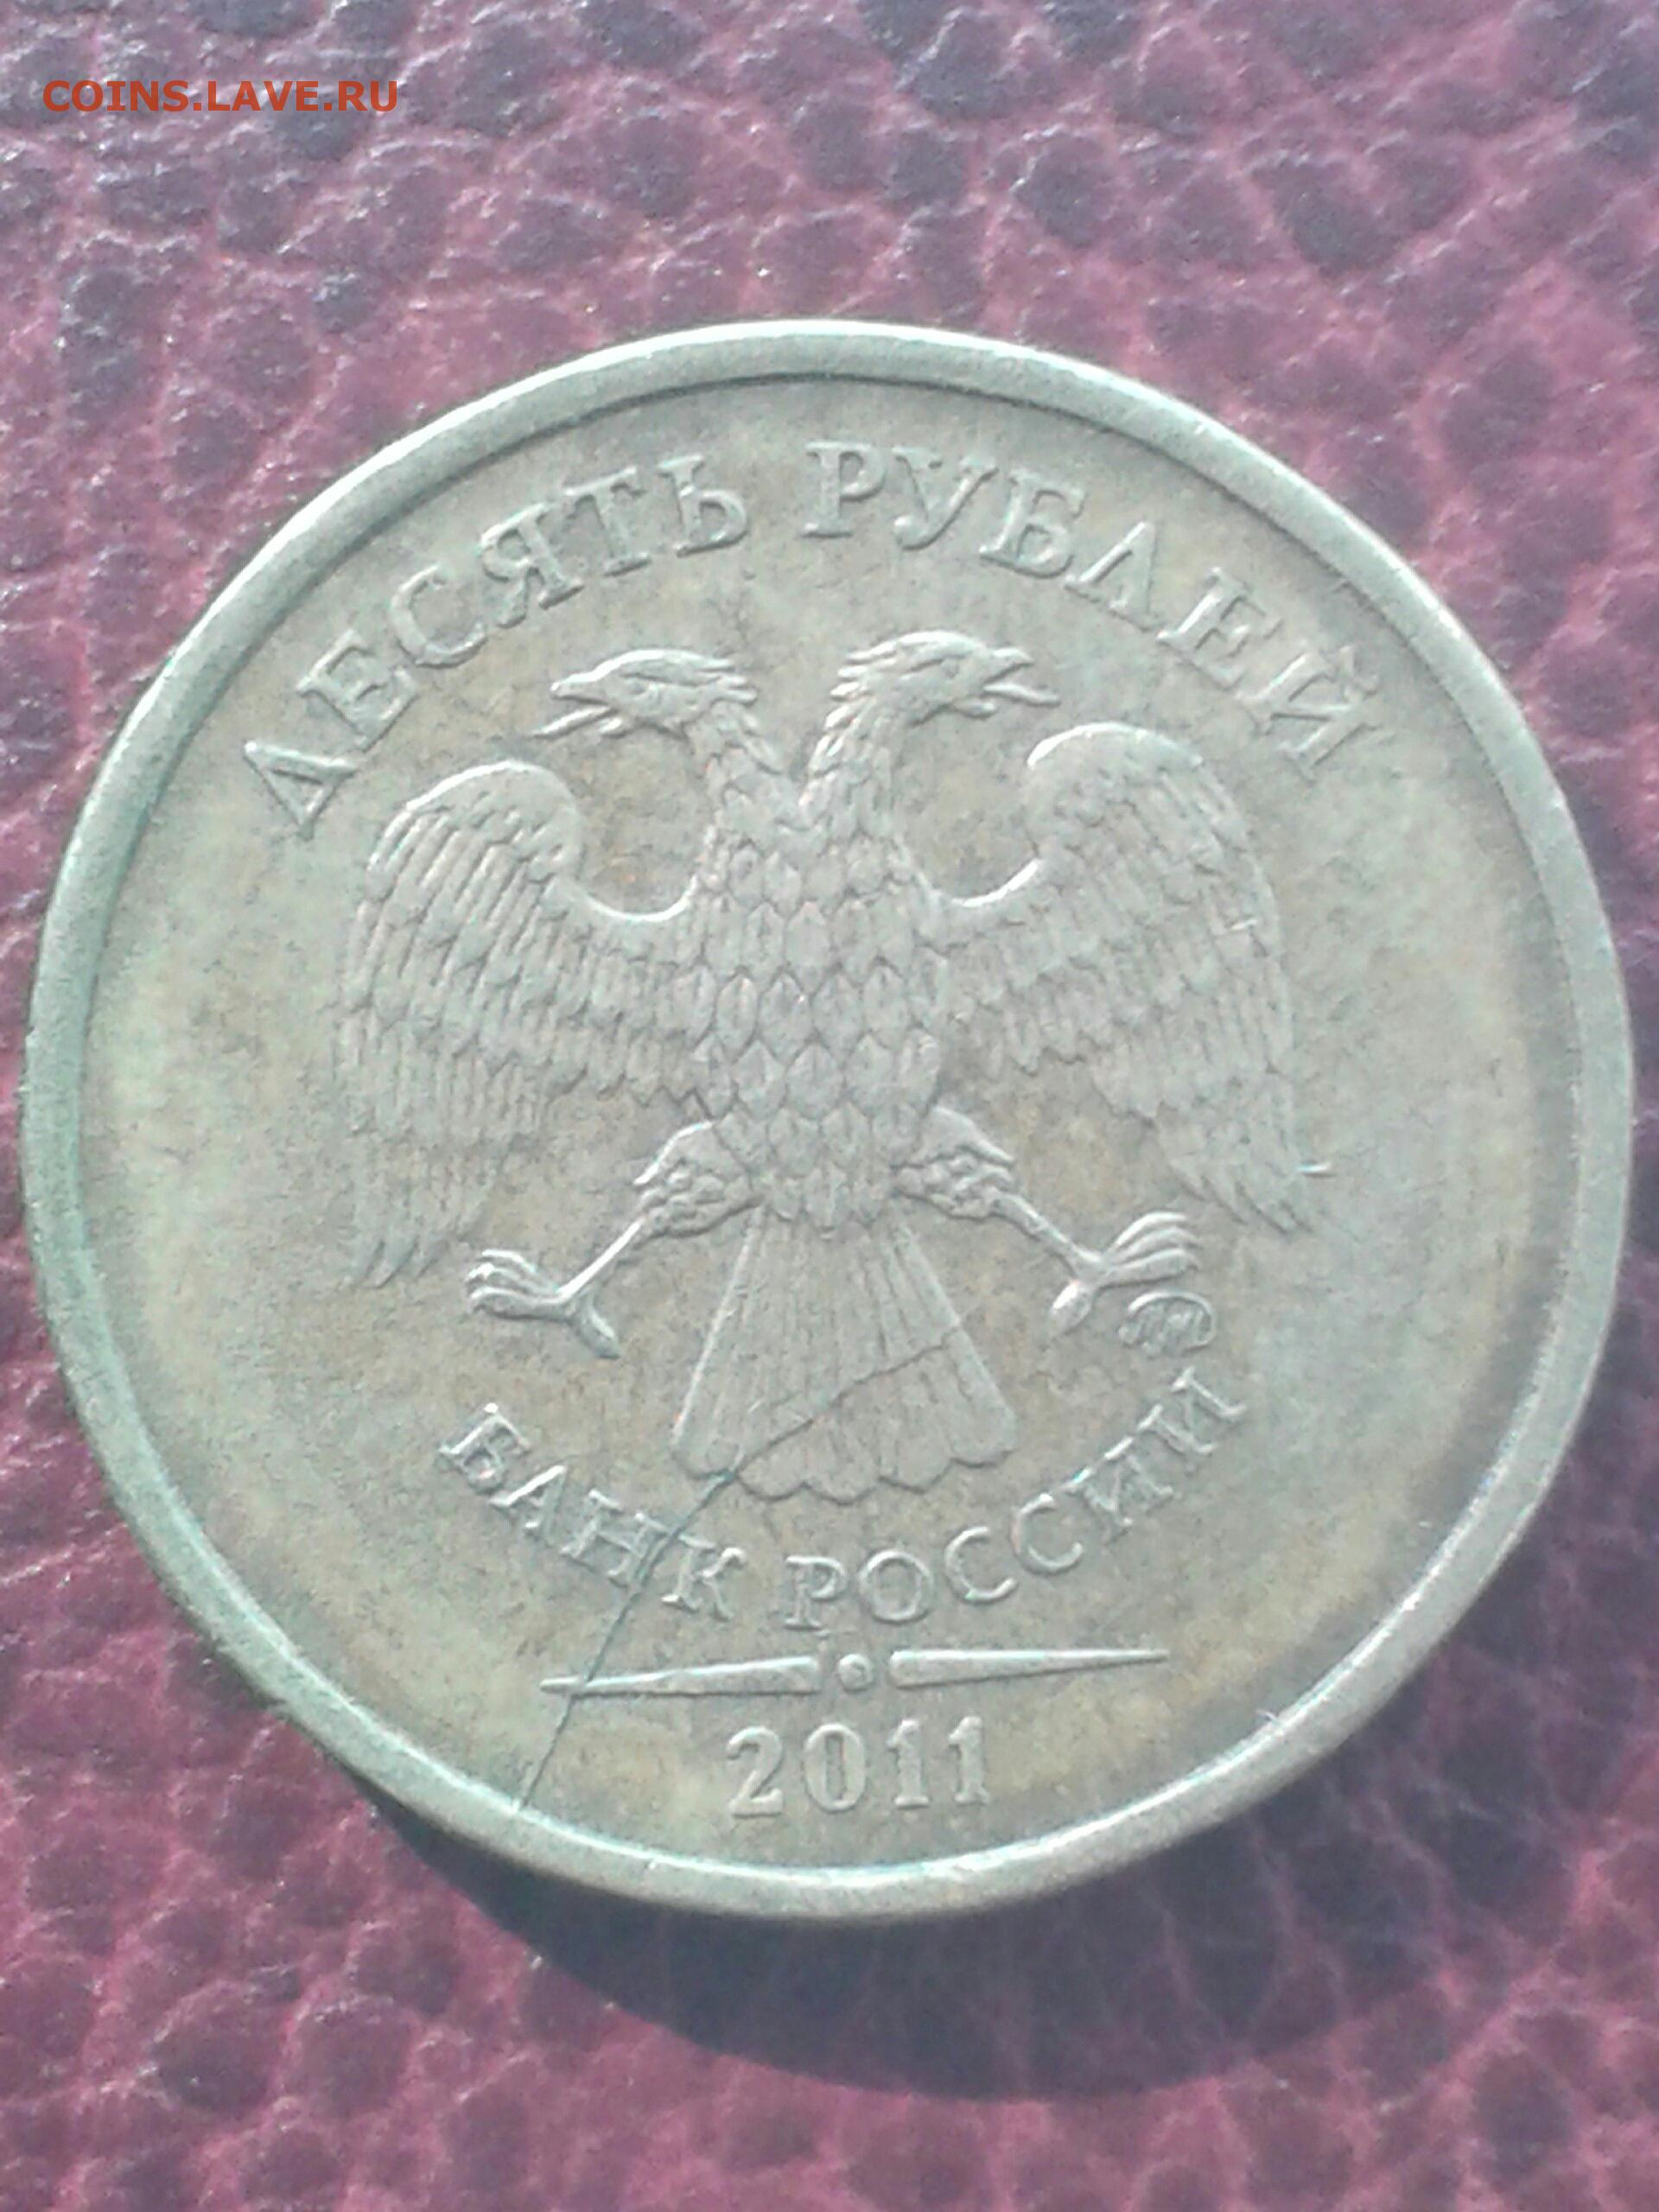 COINS.LAVE.RU
ДЕСЯТЬ РУБЛЕЙ
БАНК РОССИИ
2011